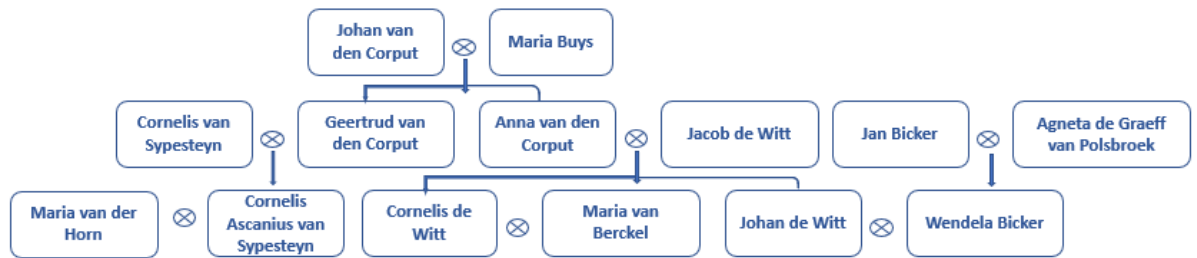 Johan van
den Corput
Maria Buys
Cornelis van
Sypesteyn
Geertrud van
den Corput
Anna van den
Corput
Jacob de Witt
Jan Bicker
Agneta de Graeff
van Polsbroek
Maria van der
Horn
Cornelis
Ascanius van
Sypesteyn
Cornelis de
Witt
Maria van
Berckel
Johan de Witt
Wendela Bicker